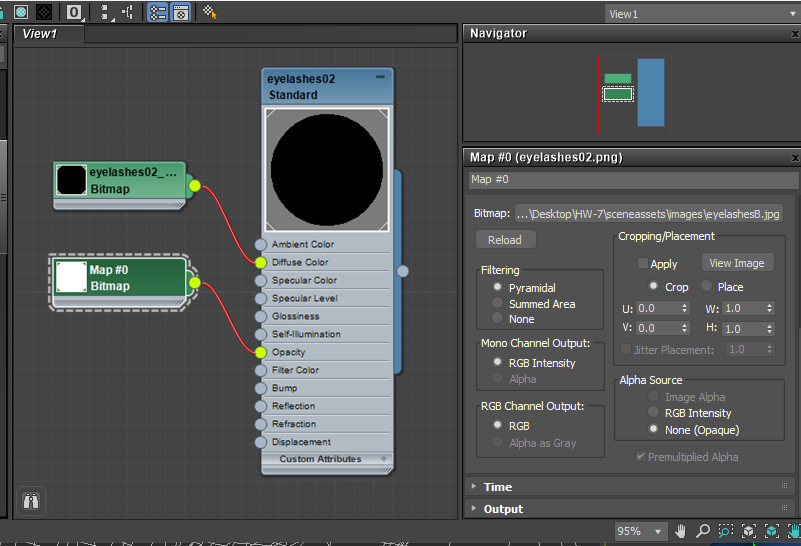 View1
View1
Navigator
eyelashes02
Standard
eyelashes02_...
Bitmap
Map #0
Bitmap
Ambient Color
Diffuse Color
Specular Color
Specular Level
Glossiness
Self-Illumination
Opacity
Filter Color
Bump
Reflection
Refraction
Displacement
Custom Attributes
Map #0 (eyelashes02.png)
Map #0
Bitmap: ...\Desktop\HW-7\sceneassets\images\eyelashesB.jpg
Reload
Cropping/Placement
Apply View Image
Crop Place
U: 0.0 W: 1.0
V: 0.0 H: 1.0
Jitter Placement: 1.0
Filtering
Pyramidal
Summed Area
None
Mono Channel Output:
RGB Intensity
Alpha
RGB Channel Output:
RGB
Alpha as Gray
Alpha Source
Image Alpha
RGB Intensity
None (Opaque)
Premultiplied Alpha
Time
Output
95%